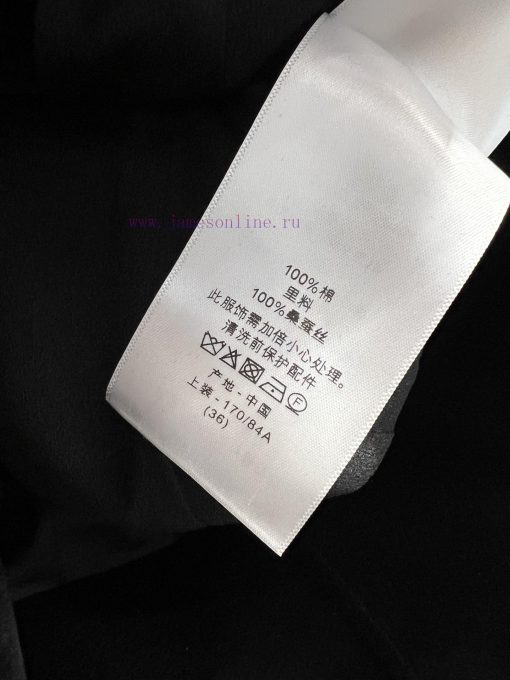 www.jamesonline.ru
100%棉
里料
100%桑蚕丝
此服饰需加倍小心处理。
清洗前保护配件
F
产地-中国
上装-170/84A
(36)